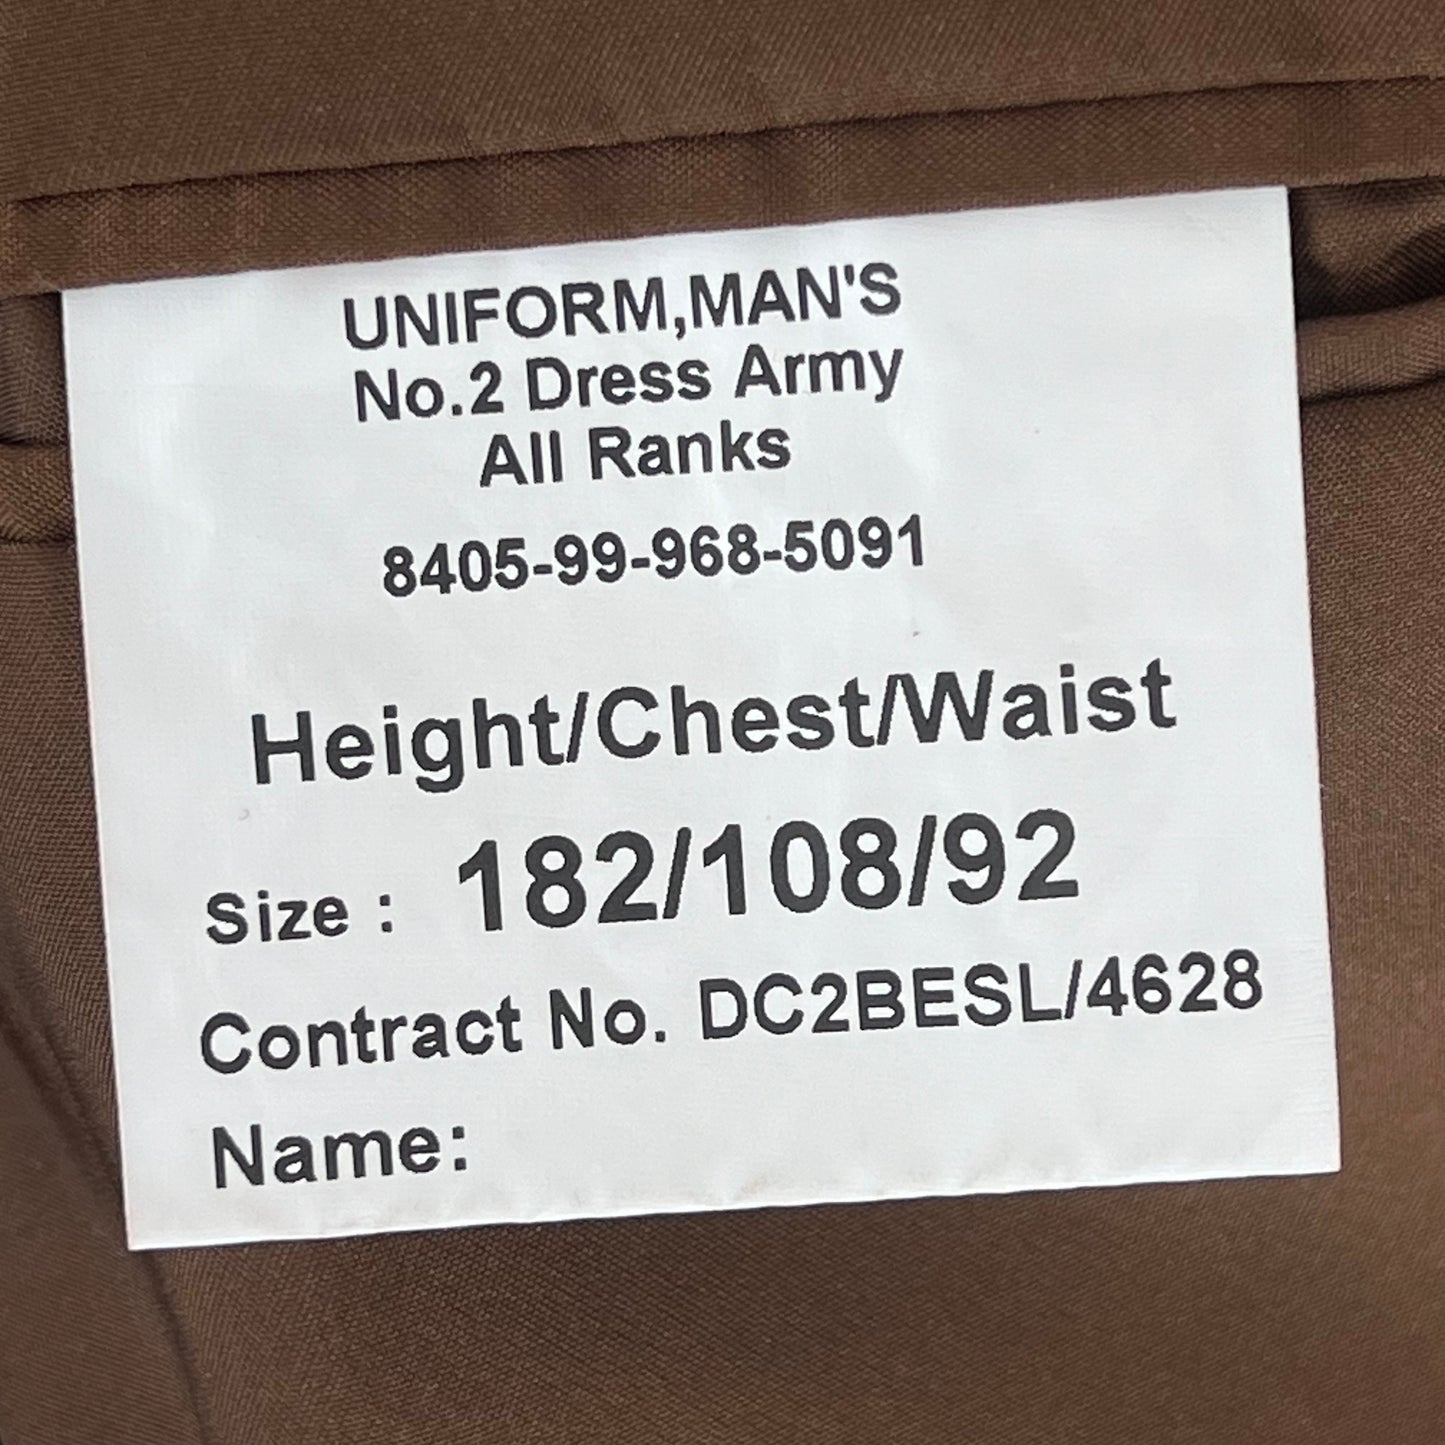 UNIFORM,MAN'S
No.2 Dress Army
All Ranks
8405-99-968-5091
Height/Chest/Waist
Size : 182/108/92
Contract No. DC2BESL/4628
Name: